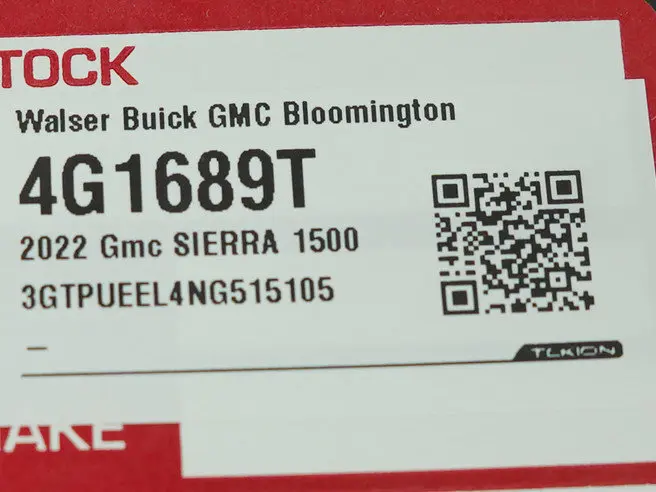 TOCK
Walser Buick GMC Bloomington
4G1689T
2022 Gmc SIERRA 1500
3GTPUEEL4NG515105
–
TEKION
AKE